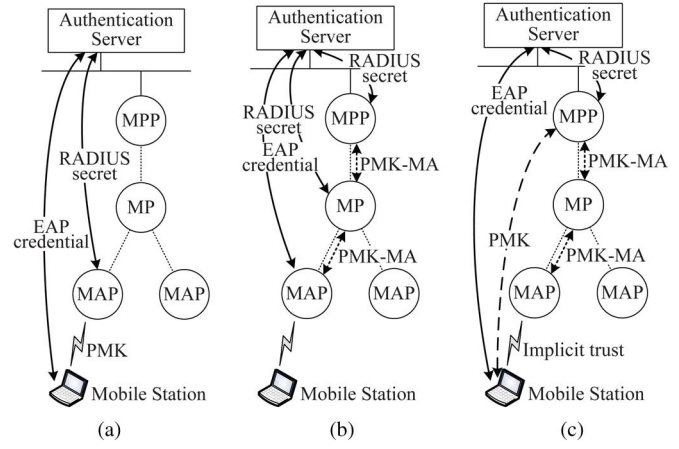 Authentication
Server
MPP
RADIUS
secret
MP
EAP
credential
MAP
MAP
PMK
Mobile Station
(a)
Authentication
Server
RADIUS
secret
MPP
RADIUS
secret
EAP
credential
PMK-MA
MP
PMK-MA
MAP
MAP
Mobile Station
(b)
Authentication
Server
RADIUS
secret
EAP
credential
MPP
PMK-MA
MP
PMK
PMK-MA
MAP
MAP
Implicit trust
Mobile Station
(c)